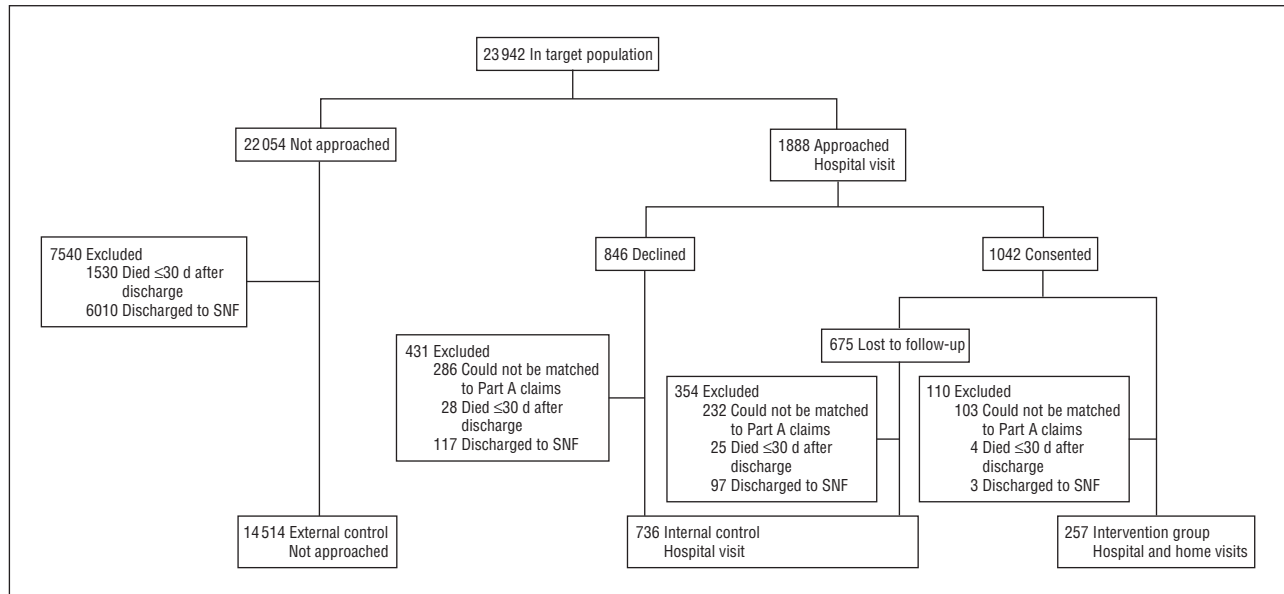 23 942 In target population
22 054 Not approached
1888 Approached
Hospital visit
7540 Excluded
1530 Died ≤30 d after
discharge
6010 Discharged to SNF
846 Declined
1042 Consented
431 Excluded
286 Could not be matched
to Part A claims
28 Died ≤30 d after
discharge
117 Discharged to SNF
675 Lost to follow-up
354 Excluded
232 Could not be matched
to Part A claims
25 Died ≤30 d after
discharge
97 Discharged to SNF
110 Excluded
103 Could not be matched
to Part A claims
4 Died ≤30 d after
discharge
3 Discharged to SNF
14 514 External control
Not approached
736 Internal control
Hospital visit
257 Intervention group
Hospital and home visits